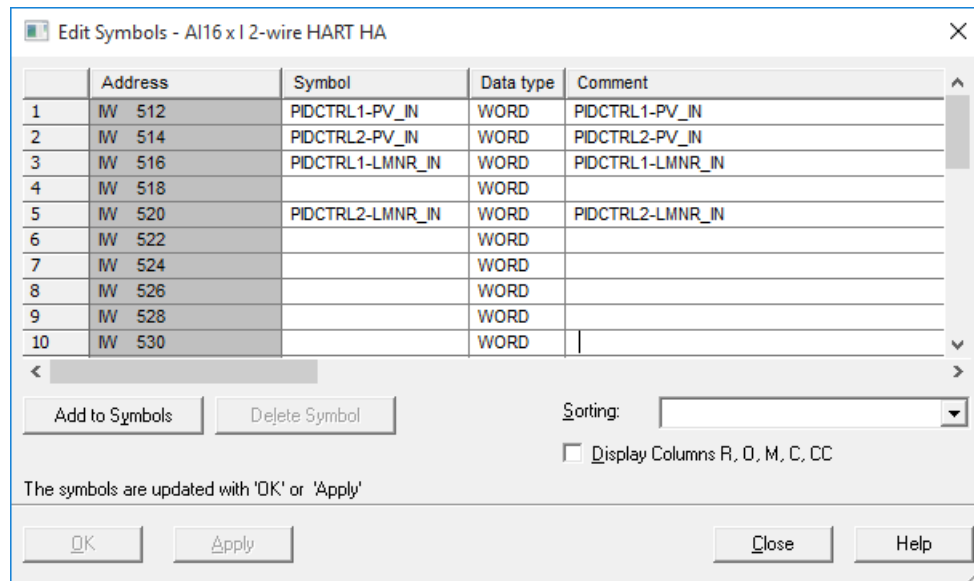 Edit Symbols - AI16 x I 2-wire HART HA
Address Symbol Data type Comment
1 IW 512 PIDCTRL1-PV_IN WORD PIDCTRL1-PV_IN
2 IW 514 PIDCTRL2-PV_IN WORD PIDCTRL2-PV_IN
3 IW 516 PIDCTRL1-LMNR_IN WORD PIDCTRL1-LMNR_IN
4 IW 518 WORD
5 IW 520 PIDCTRL2-LMNR_IN WORD PIDCTRL2-LMNR_IN
6 IW 522 WORD
7 IW 524 WORD
8 IW 526 WORD
9 IW 528 WORD
10 IW 530 WORD
Add to Symbols Delete Symbol Sorting:
Display Columns R, O, M, C, CC
The symbols are updated with 'OK' or 'Apply'
OK Apply Close Help